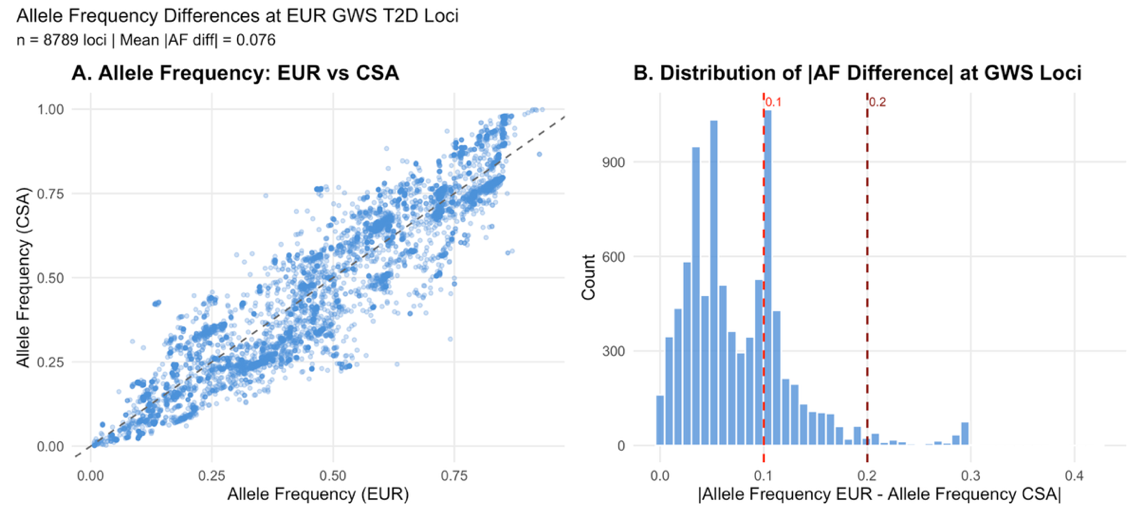 Allele Frequency Differences at EUR GWS T2D Loci
n = 8789 loci | Mean |AF diff| = 0.076
A. Allele Frequency: EUR vs CSA
1.00
0.75
0.50
0.25
0.00
Allele Frequency (CSA)
0.00 0.25 0.50 0.75
Allele Frequency (EUR)
B. Distribution of |AF Difference| at GWS Loci
0.1 0.2
900
600
300
0
Count
0.0 0.1 0.2 0.3 0.4
|Allele Frequency EUR - Allele Frequency CSA|